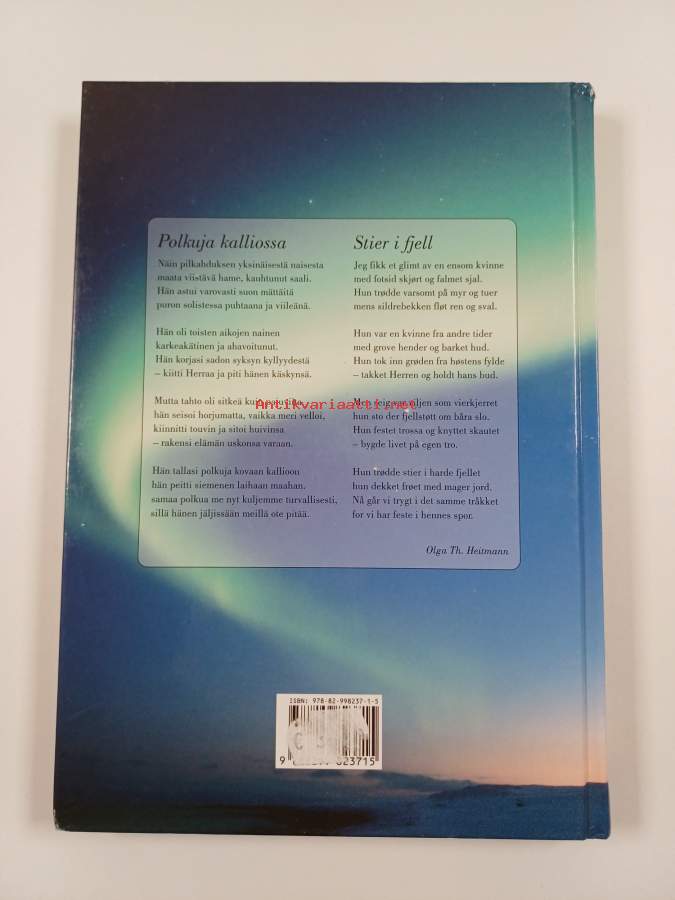 Polkuja kalliossa
Näin pilkahduksen yksinäisestä naisesta
maata viistävä hame, kauhtunut saali.
Hän astui varovasti suon mättäitä
puron solistessa puhtaana ja viileänä.
Hän oli toisten aikojen nainen
karkeakätinen ja ahavoitunut.
Hän korjasi sadon syksyn kyllyydestä
– kiitti Herraa ja piti hänen käskynsä.
Mutta tahto oli sitkeä kuin
hän seisoi horjumatta, vaikka meri velloi,
kiinnitti touvin ja sitoi huivinsa
– rakensi elämän uskonsa varaan.
Hän tallasi polkuja kovaan kallioon
hän peitti siemenen laihaan maahan.
samaa polkua me nyt kuljemme turvallisesti,
sillä hänen jäljissään meillä ote pitää.
Stier i fjell
Jeg fikk et glimt av en ensom kvinne
med fotsid skjørt og falmet sjal.
Hun trødde varsomt på myr og tuer
mens sildrebekken fløt ren og sval.
Hun var en kvinne fra andre tider
med grove hender og barket hud.
Hun tok inn grøden fra høstens fylde
– takket Herren og holdt hans bud.
Men seig var viljen som vierkjerret
hun sto der fjellstøtt om båra slo.
Hun festet trossa og knyttet skautet
– bygde livet på egen tro.
Hun trødde stier i harde fjellet
hun dekket frøet med mager jord.
Nå går vi trygt i det samme tråkket
for vi har feste i hennes spor.
Olga Th. Heitmann
Antikvariaatti.net
ISBN: 978-82-998237-1-5